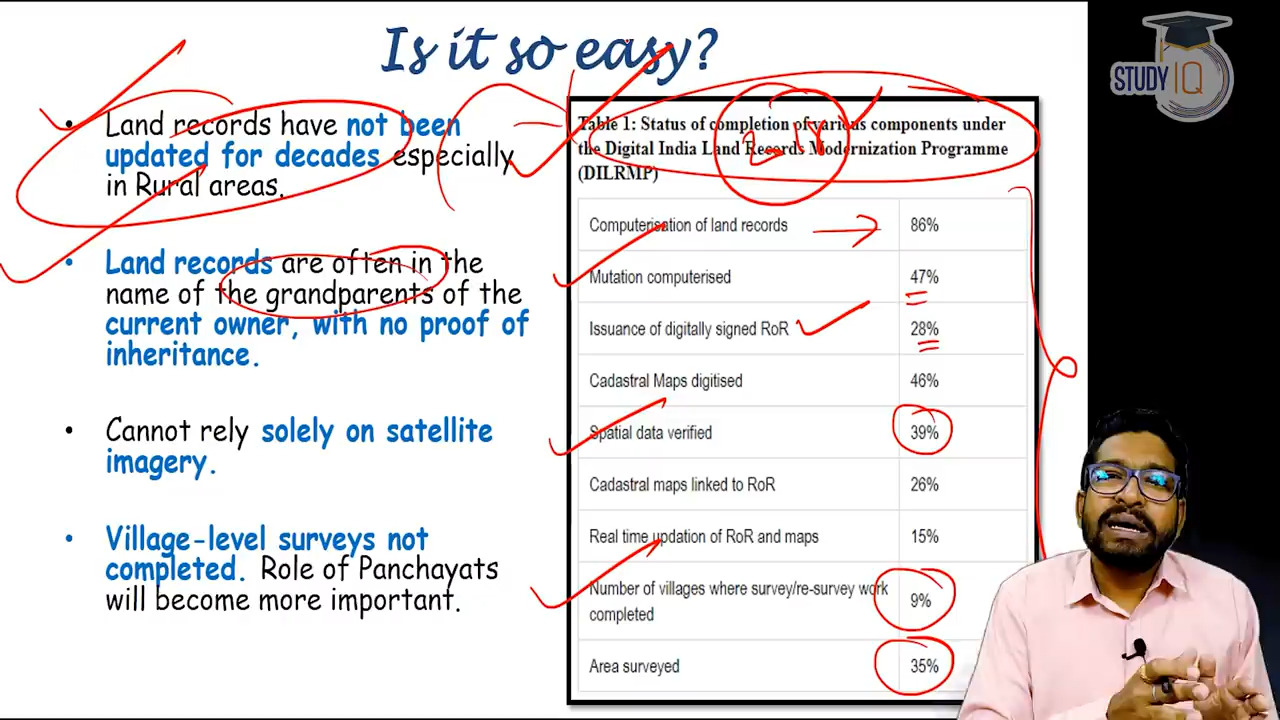 Is it so easy?
STUDY IQ
• Land records have not been
updated for decades especially
in Rural areas.
• Land records are often in the
name of the grandparents of the
current owner, with no proof of
inheritance.
• Cannot rely solely on satellite
imagery.
• Village-level surveys not
completed. Role of Panchayats
will become more important.
Table 1: Status of completion of various components under
the Digital India Land Records Modernization Programme
(DILRMP)
Computerisation of land records 86%
Mutation computerised 47%
Issuance of digitally signed RoR 28%
Cadastral Maps digitised 46%
Spatial data verified 39%
Cadastral maps linked to RoR 26%
Real time updation of RoR and maps 15%
Number of villages where survey/re-survey work
completed 9%
Area surveyed 35%